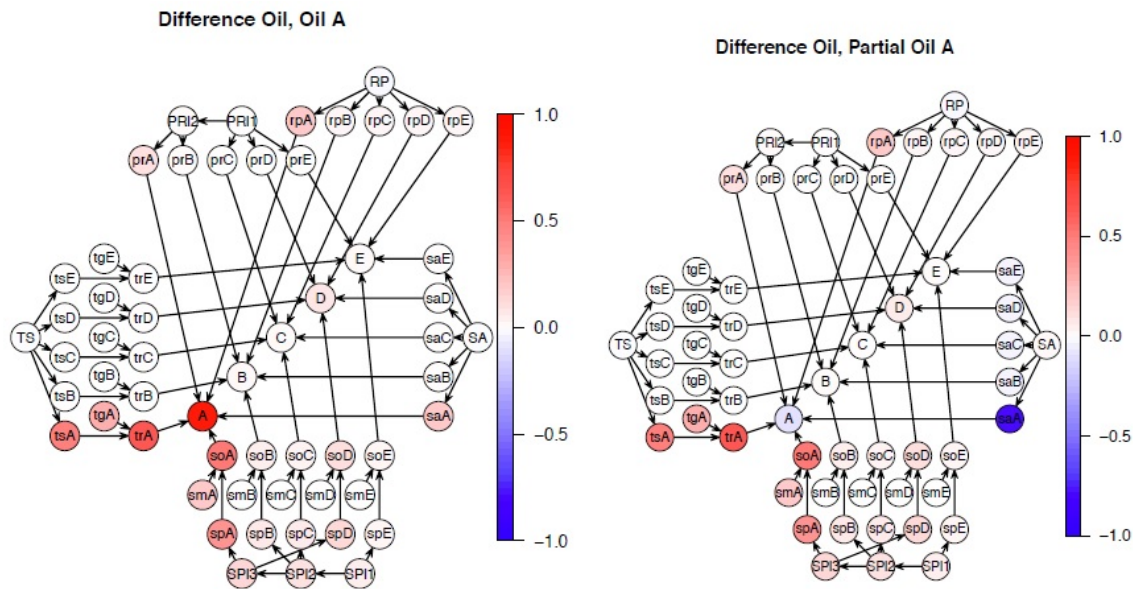 Difference Oil, Oil A
RP
PRI2 PRI1 rpA rpB rpC rpD rpE
prA prB prC prD prE
1.0
0.5
0.0
−0.5
−1.0
E
tgE
tsE trE saE
tgD
tsD trD D saD
TS tgC C saC SA
tsC trC
tgB B saB
tsB trB
tgA A saA
tsA trA
soA soB soC soD soE
smA smB smC smD smE
spA spB spC spD spE
SPI3 SPI2 SPI1
Difference Oil, Partial Oil A
RP
PRI2 PRI1 rpA rpB rpC rpD rpE
prA prB prC prD prE
1.0
0.5
0.0
−0.5
−1.0
tgE E saE
tsE trE
tgD D saD
tsD trD
TS tgC C saC SA
tsC trC
tgB B saB
tsB trB
tgA A saA
tsA trA
soA soB soC soD soE
smA smB smC smD smE
spA spB spC spD spE
SPI3 SPI2 SPI1